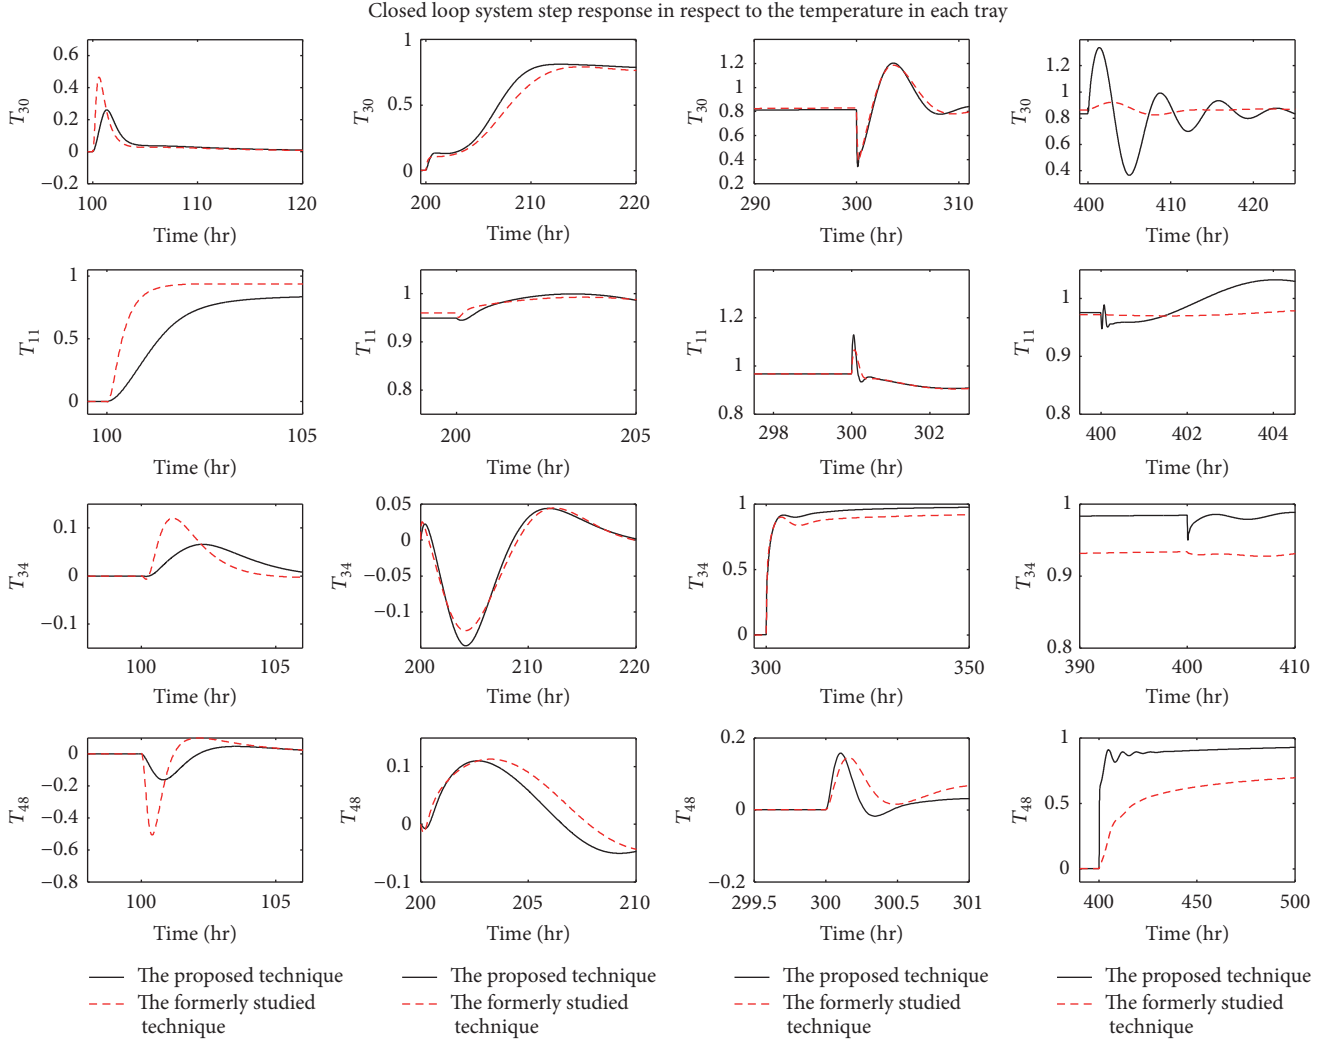 Closed loop system step response in respect to the temperature in each tray
0.6
0.4
0.2
0
−0.2
T30
100
110
120
Time (hr)
1
0.5
0
T30
200
210
220
Time (hr)
1.2
1
0.8
0.6
0.4
0.2
T30
290
300
310
Time (hr)
1.2
1
0.8
0.6
0.4
T30
400
410
420
Time (hr)
1
0.5
0
T11
100
105
Time (hr)
1
0.9
0.8
T11
200
205
Time (hr)
1.2
1
0.8
T11
298
300
302
Time (hr)
1
0.9
0.8
T11
400
402
404
Time (hr)
0.1
0
−0.1
T34
100
105
Time (hr)
0.05
0
−0.05
−0.1
T34
200
210
220
Time (hr)
1
0.5
0
T34
300
350
Time (hr)
1
0.9
0.8
T34
390
400
410
Time (hr)
0
−0.2
−0.4
−0.6
−0.8
T48
100
105
Time (hr)
0.1
0
−0.1
T48
200
205
210
Time (hr)
0.2
0
−0.2
T48
299.5
300
300.5
301
Time (hr)
1
0.5
0
T48
400
450
500
Time (hr)
The proposed technique
The formerly studied
technique
The proposed technique
The formerly studied
technique
The proposed technique
The formerly studied
technique
The proposed technique
The formerly studied
technique